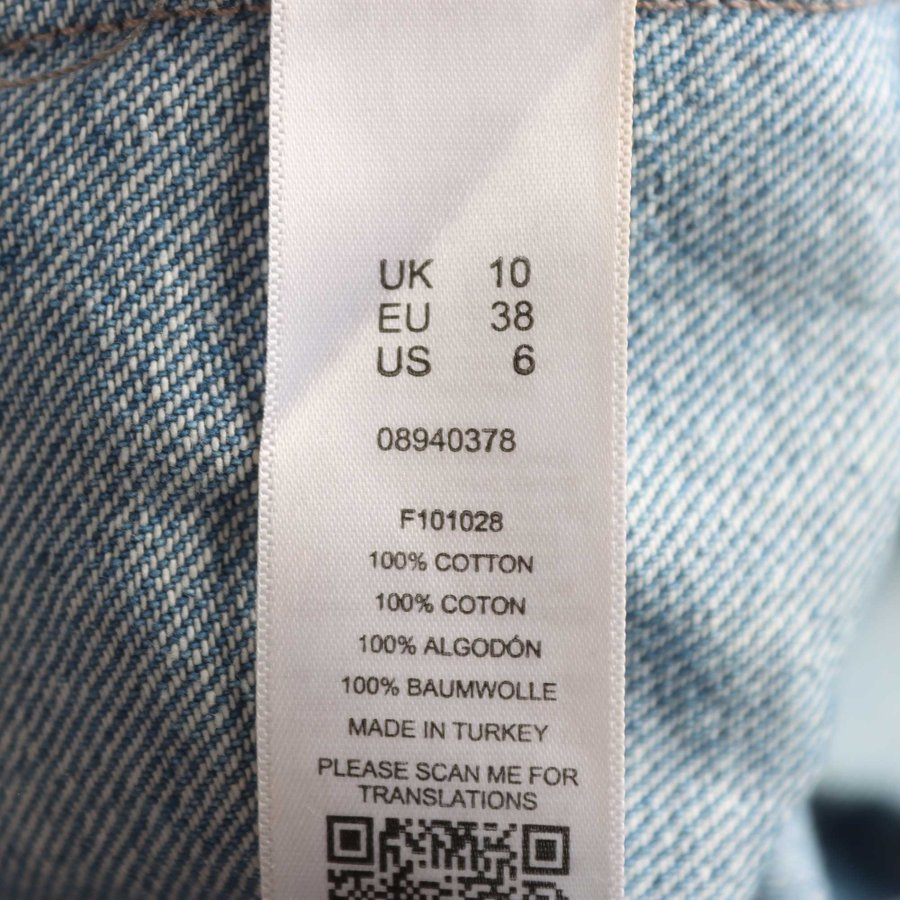 UK 10
EU 38
US 6
08940378
F101028
100% COTTON
100% COTON
100% ALGODÓN
100% BAUMWOLLE
MADE IN TURKEY
PLEASE SCAN ME FOR
TRANSLATIONS